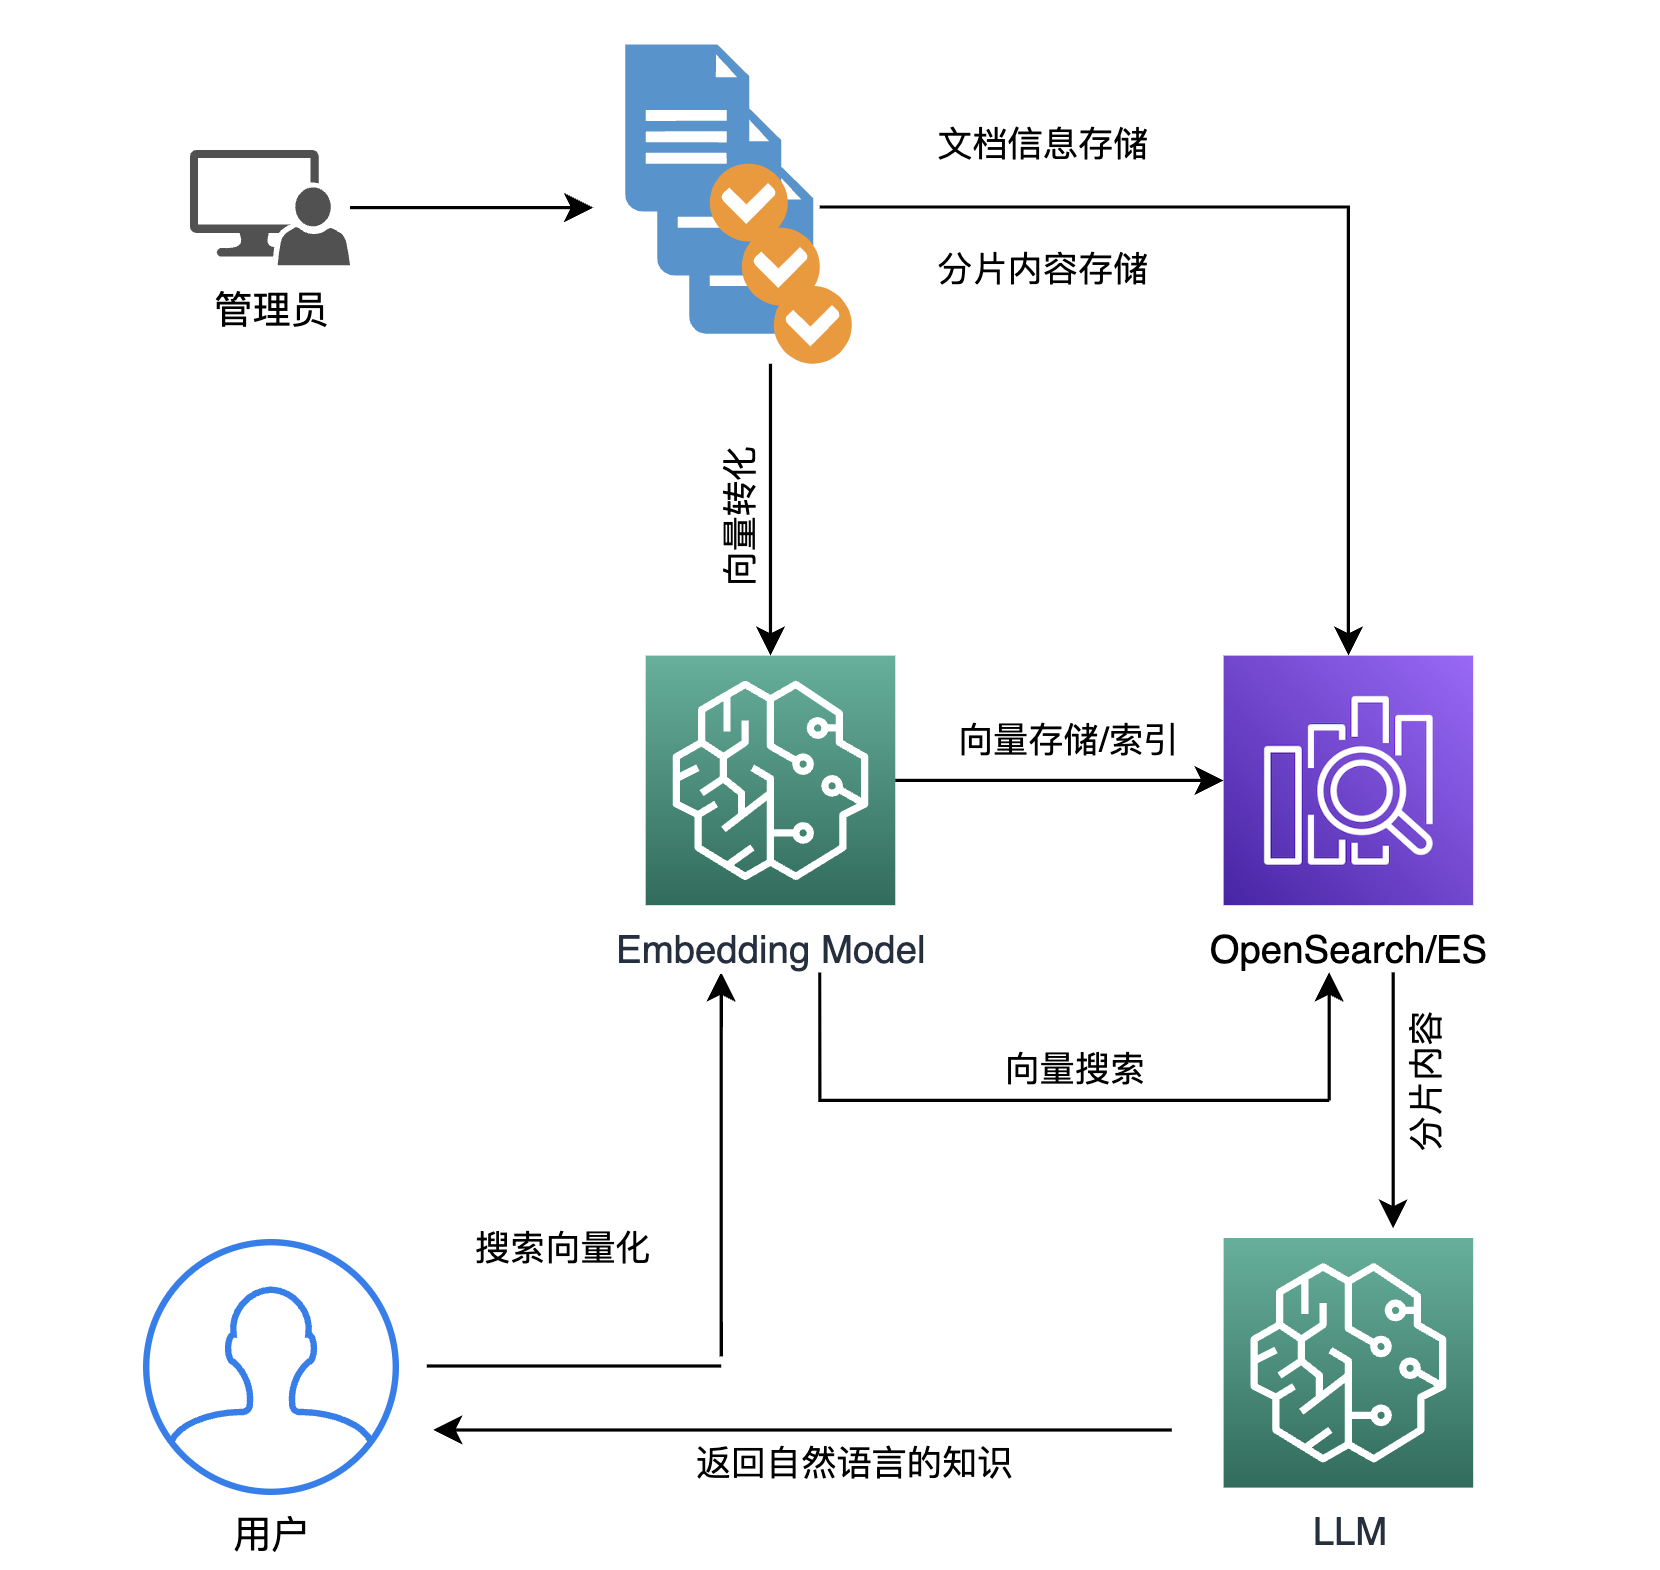 文档信息存储
管理员
分片内容存储
向量转化
向量存储/索引
Embedding Model
OpenSearch/ES
分片内容
向量搜索
搜索向量化
返回自然语言的知识
用户
LLM